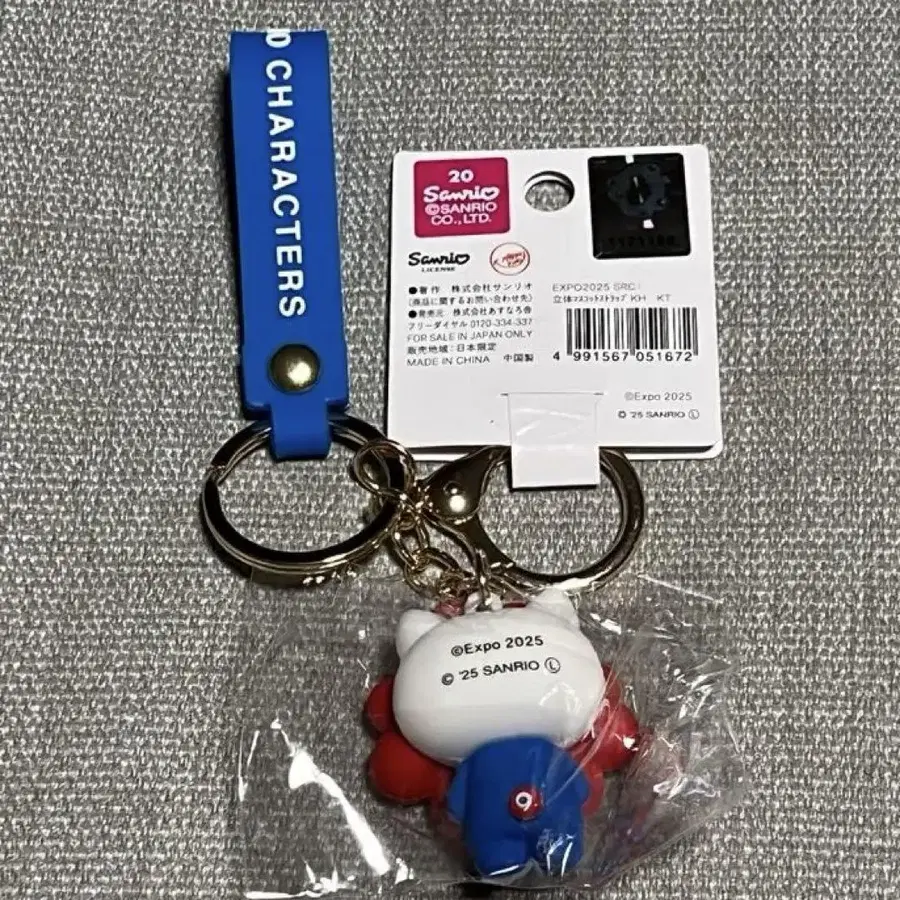 O CHARACTERS
20
Sanrio
©SANRIO
CO.,LTD.
Sanrio
LICENSE
●著作 株式会社サンリオ
(商品に関するお問い合わせ先)
●発売元 株式会社あすなろ舎
フリーダイヤル 0120-334-337
FOR SALE IN JAPAN ONLY
販売地域:日本限定
MADE IN CHINA 中国製
EXPO2025 SRC
立体マスコットストラップ KH KT
4 991567 051672
©Expo 2025
© '25 SANRIO Ⓛ
©Expo 2025
© '25 SANRIO Ⓛ